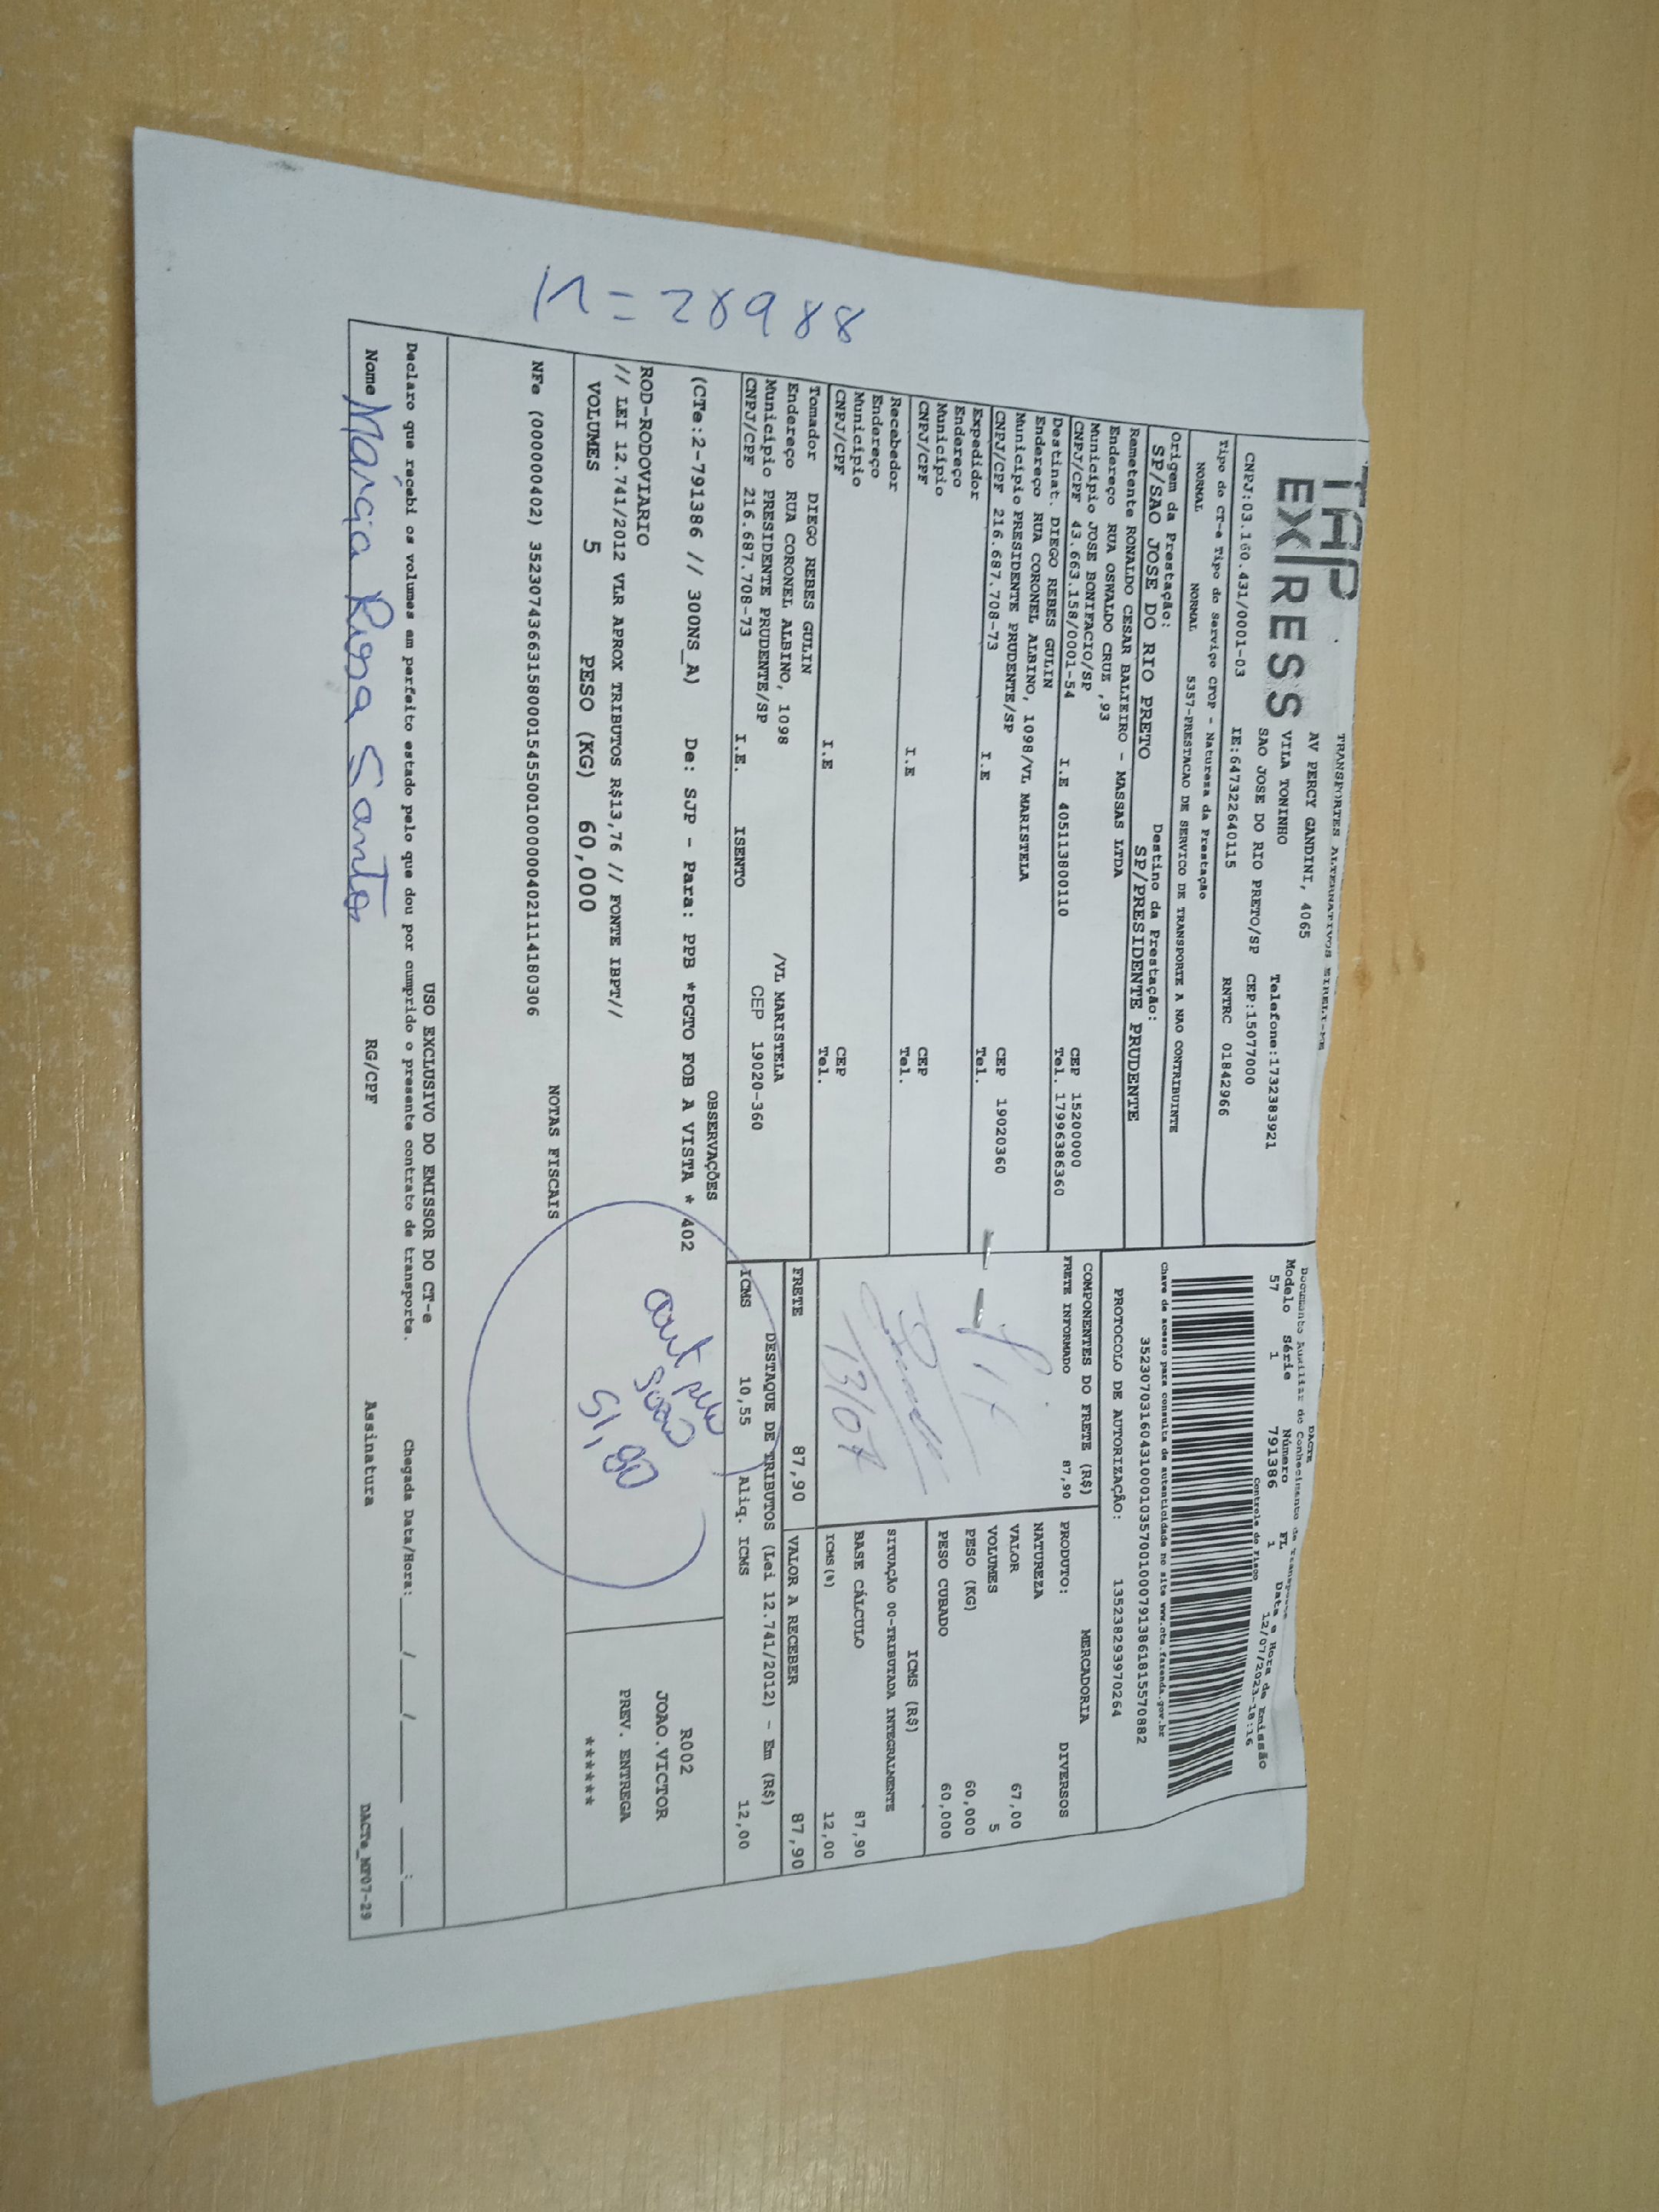 TAP
EXPRESS
TRANSPORTES ALTERNATIVOS EIRELI-ME
AV PERCY GANDINI, 4065
VILA TONINHO Telefone:1732383921
SAO JOSE DO RIO PRETO/SP CEP:15077000
CNPJ:03.160.431/0001-03 IE:647322640115 RNTRC 01842966
Tipo do CT-e Tipo do Serviço CFOP - Natureza da Prestação
NORMAL NORMAL 5357-PRESTACAO DE SERVICO DE TRANSPORTE A NAO CONTRIBUINTE
Origem da Prestação: Destino da Prestação:
SP/SAO JOSE DO RIO PRETO SP/PRESIDENTE PRUDENTE
DACTE
Documento Auxiliar de Conhecimento de Transporte
Modelo Série Número FL Data e Hora de Emissão
57 1 791386 1 12/07/2023-18:16
Controle do Fisco
Chave de acesso para consulta de autenticidade no site www.cte.fazenda.gov.br
35230703160431000103570010007913861815570882
PROTOCOLO DE AUTORIZAÇÃO: 135238293970264
Remetente RONALDO CESAR BALIEIRO - MASSAS LTDA
Endereço RUA OSWALDO CRUZ ,93
Município JOSE BONIFACIO/SP CEP 15200000
CNPJ/CPF 43.663.158/0001-54 I.E 405113800110 Tel. 17996386360
Destinat. DIEGO REBES GULIN
Endereço RUA CORONEL ALBINO, 1098/VL MARISTELA
Município PRESIDENTE PRUDENTE/SP CEP 19020360
CNPJ/CPF 216.687.708-73 I.E Tel.
Expedidor
Endereço
Município CEP
CNPJ/CPF I.E Tel.
Recebedor
Endereço
Município CEP
CNPJ/CPF I.E Tel.
Tomador DIEGO REBES GULIN
Endereço RUA CORONEL ALBINO, 1098 /VL MARISTELA
Município PRESIDENTE PRUDENTE/SP CEP 19020-360
CNPJ/CPF 216.687.708-73 I.E. ISENTO
COMPONENTES DO FRETE (R$)
FRETE INFORMADO 87,90
13/07
MERCADORIA
PRODUTO: DIVERSOS
NATUREZA
VALOR 67,00
VOLUMES 5
PESO (KG) 60,000
PESO CUBADO 60,000
ICMS (R$)
SITUAÇÃO 00-TRIBUTADA INTEGRALMENTE
BASE CÁLCULO 87,90
ICMS(%) 12,00
FRETE 87,90 VALOR A RECEBER 87,90
DESTAQUE DE TRIBUTOS (Lei 12.741/2012) - Em (R$)
ICMS 10,55 Aliq. ICMS 12,00
OBSERVAÇÕES
(CTe:2-791386 // 300NS_A) De: SJP - Para: PPB *PGTO FOB A VISTA * 402
ROD-RODOVIARIO
// LEI 12.741/2012 VLR APROX TRIBUTOS R$13,76 // FONTE IBPT//
R002
JOAO.VICTOR
PREV. ENTREGA
******
51,80
VOLUMES 5 PESO (KG) 60,000
NOTAS FISCAIS
NFe (000000402) 35230743663158000154550010000004021114180306
USO EXCLUSIVO DO EMISSOR DO CT-e
Declaro que recebi os volumes em perfeito estado pelo que dou por cumprido o presente contrato de transporte. Chegada Data/Hora: ____/____/____ ____:____
Nome Márcia Rosa Santos RG/CPF Assinatura DACTe_MF07-29
= 28988